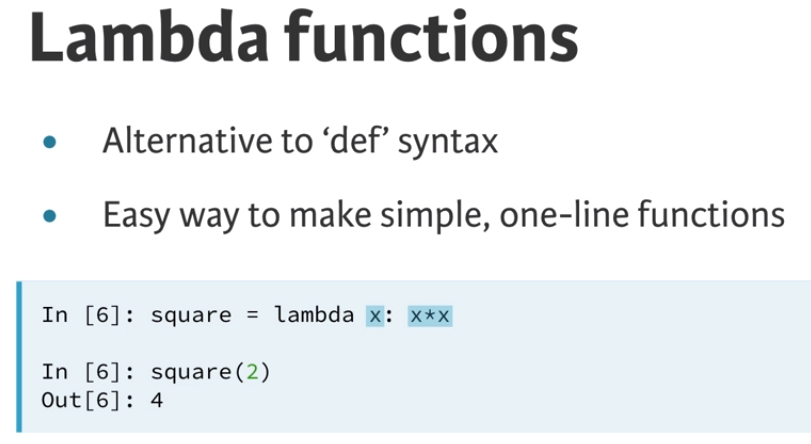 Lambda functions
• Alternative to ‘def’ syntax
• Easy way to make simple, one-line functions
In [6]: square = lambda x: x*x
In [6]: square(2)
Out[6]: 4